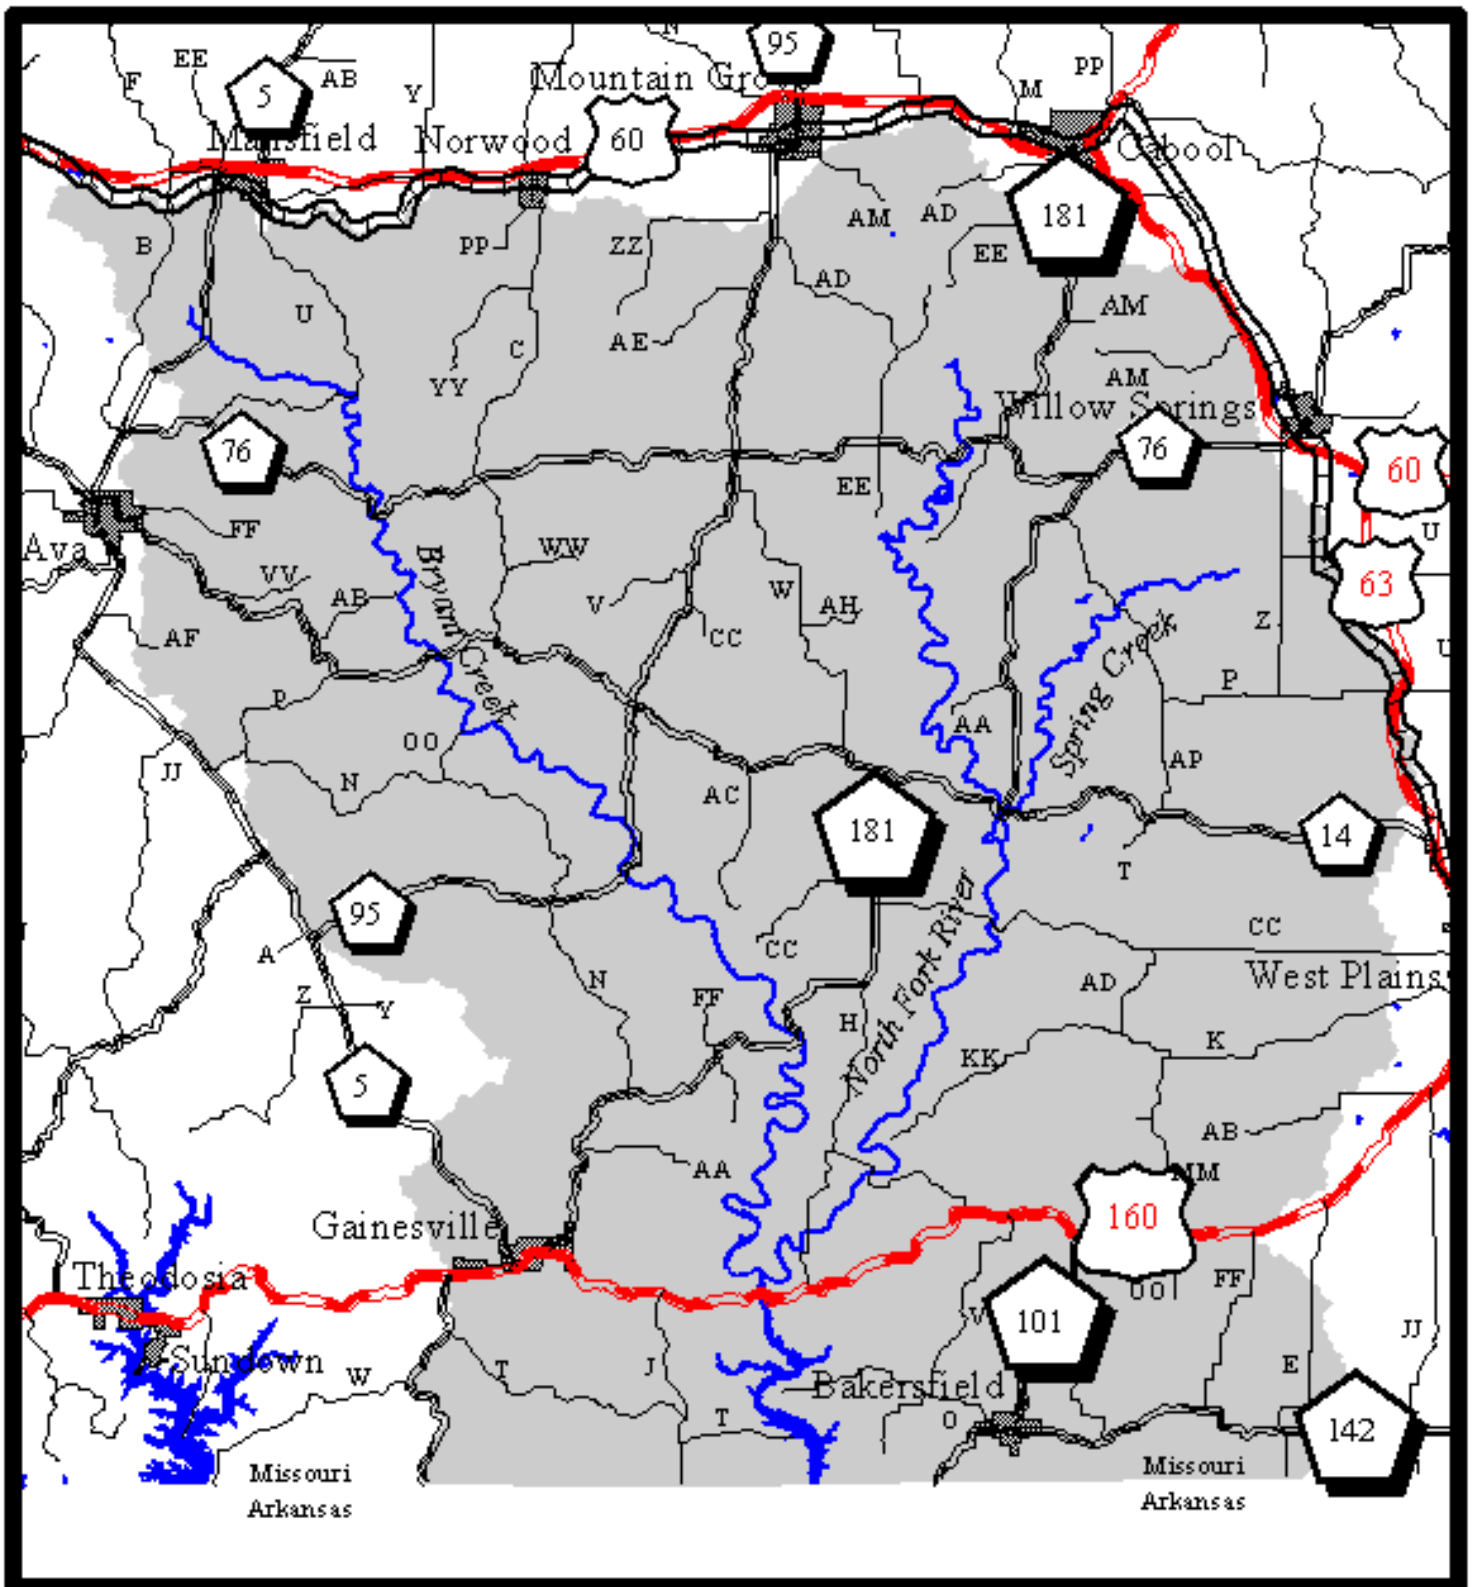 N
95
EE
AB
F
5
Y
PP
M
Mountain Gro
Mansfield
Norwood
60
Cabool
AM
AD
181
B
PP
ZZ
EE
AD
U
AM
C
AE
YY
AM
Willow Springs
76
76
60
EE
FF
U
Ava
WW
VV
AB
V
W
AH
63
CC
Z
AF
U
Bryant Creek
Spring Creek
P
P
OO
AA
JJ
N
AC
AP
181
14
T
95
A
CC
CC
West Plains
Z
Y
N
FF
H
AD
North Fork River
K
KK
5
AB
AA
MM
160
Gainesville
Theodosia
OO
FF
V
101
JJ
Sundown
W
T
J
E
Bakersfield
O
T
142
Missouri
Arkansas
Missouri
Arkansas